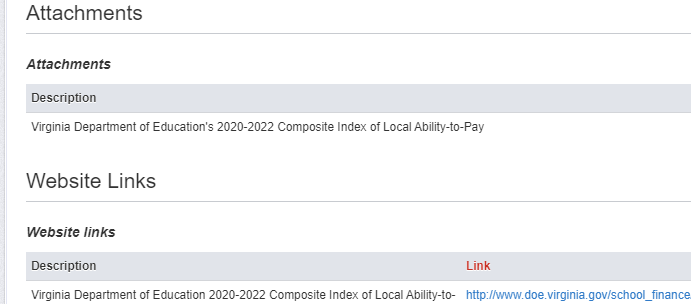 Attachments
Attachments
Description
Virginia Department of Education's 2020-2022 Composite Index of Local Ability-to-Pay
Website Links
Website links
Description Link
Virginia Department of Education 2020-2022 Composite Index of Local Ability-to- http://www.doe.virginia.gov/school_finance